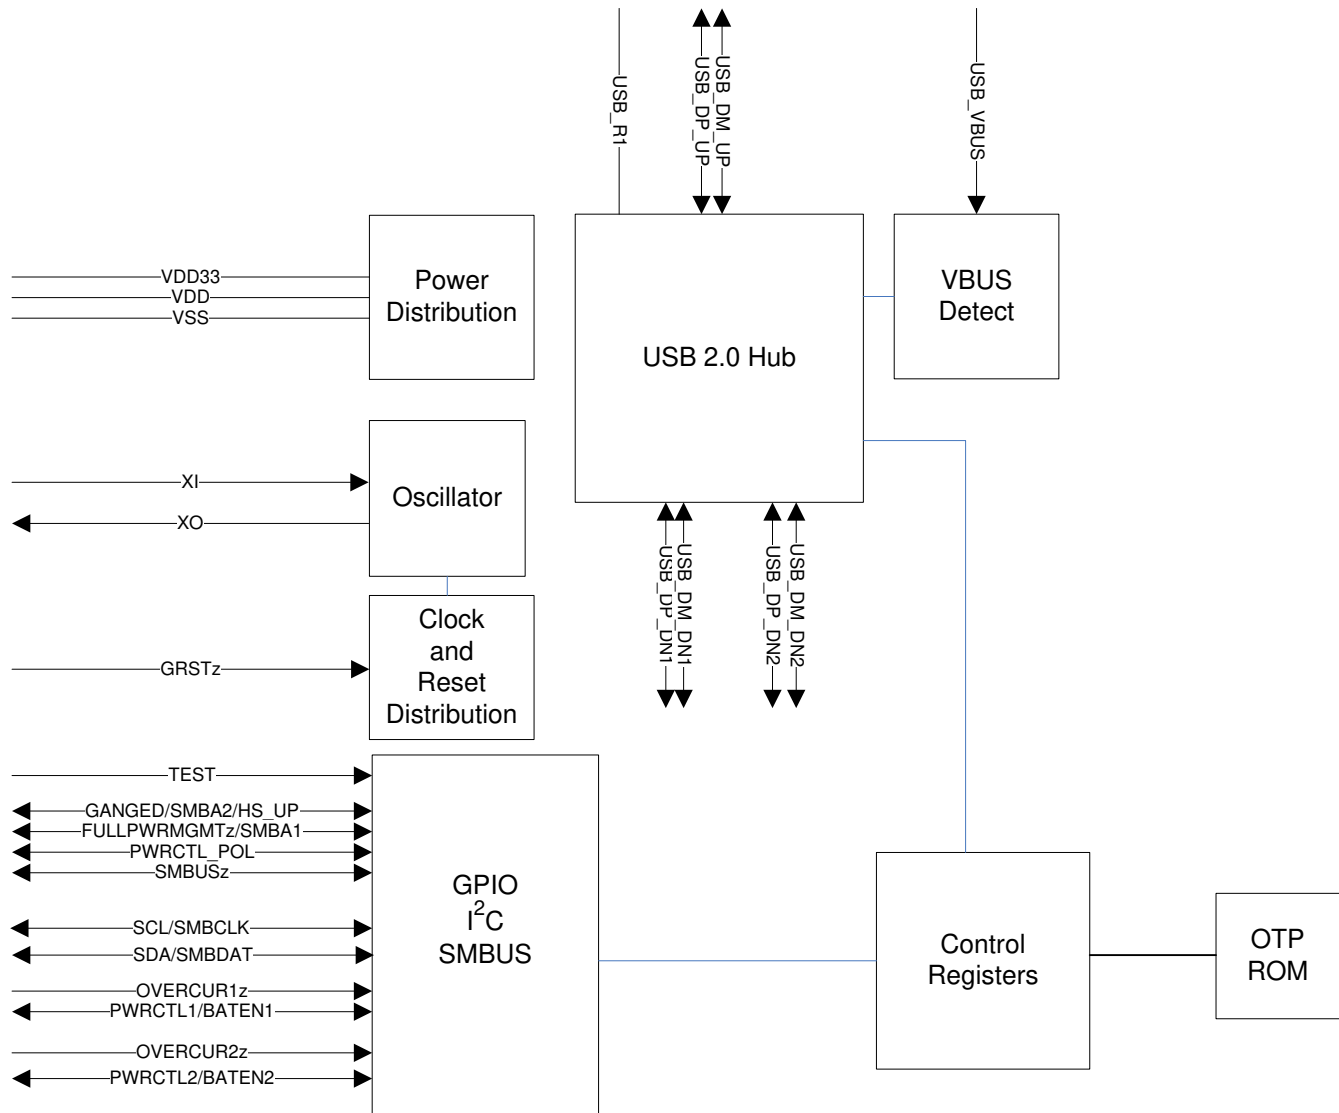 USB_R1
USB_DP_UP
USB_DM_UP
USB_VBUS
VDD33
VDD
VSS
Power
Distribution
USB 2.0 Hub
VBUS
Detect
XI
XO
Oscillator
USB_DP_DN1
USB_DM_DN1
USB_DP_DN2
USB_DM_DN2
GRSTz
Clock
and
Reset
Distribution
TEST
GANGED/SMBA2/HS_UP
FULLPWRMGMTz/SMBA1
PWRCTL_POL
SMBUSz
SCL/SMBCLK
SDA/SMBDAT
OVERCUR1z
PWRCTL1/BATEN1
OVERCUR2z
PWRCTL2/BATEN2
GPIO
I²C
SMBUS
Control
Registers
OTP
ROM